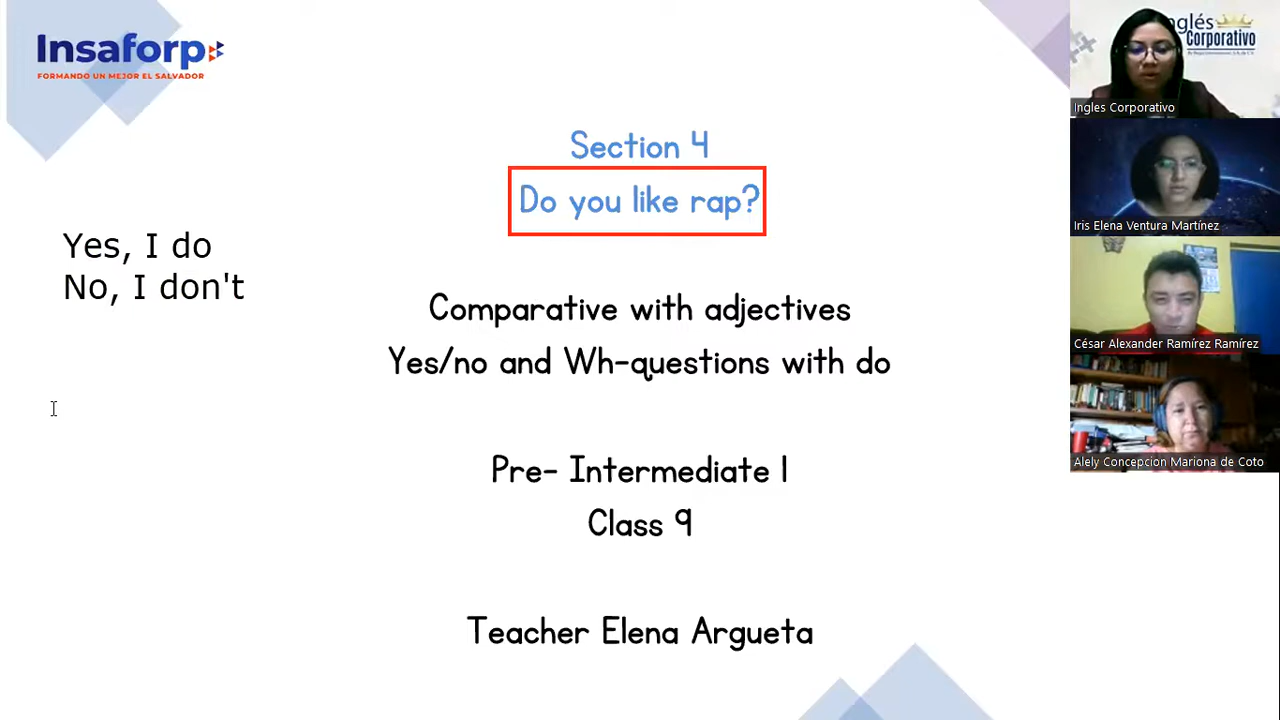 Insaforp
FORMANDO UN MEJOR EL SALVADOR
Section 4
Do you like rap?
Yes, I do
No, I don't
Comparative with adjectives
Yes/no and Wh-questions with do
Pre- Intermediate 1
Class 9
Teacher Elena Argueta
Inglés
Corporativo
Ingles Corporativo
Iris Elena Ventura Martínez
César Alexander Ramírez Ramírez
Alely Concepcion Mariona de Coto